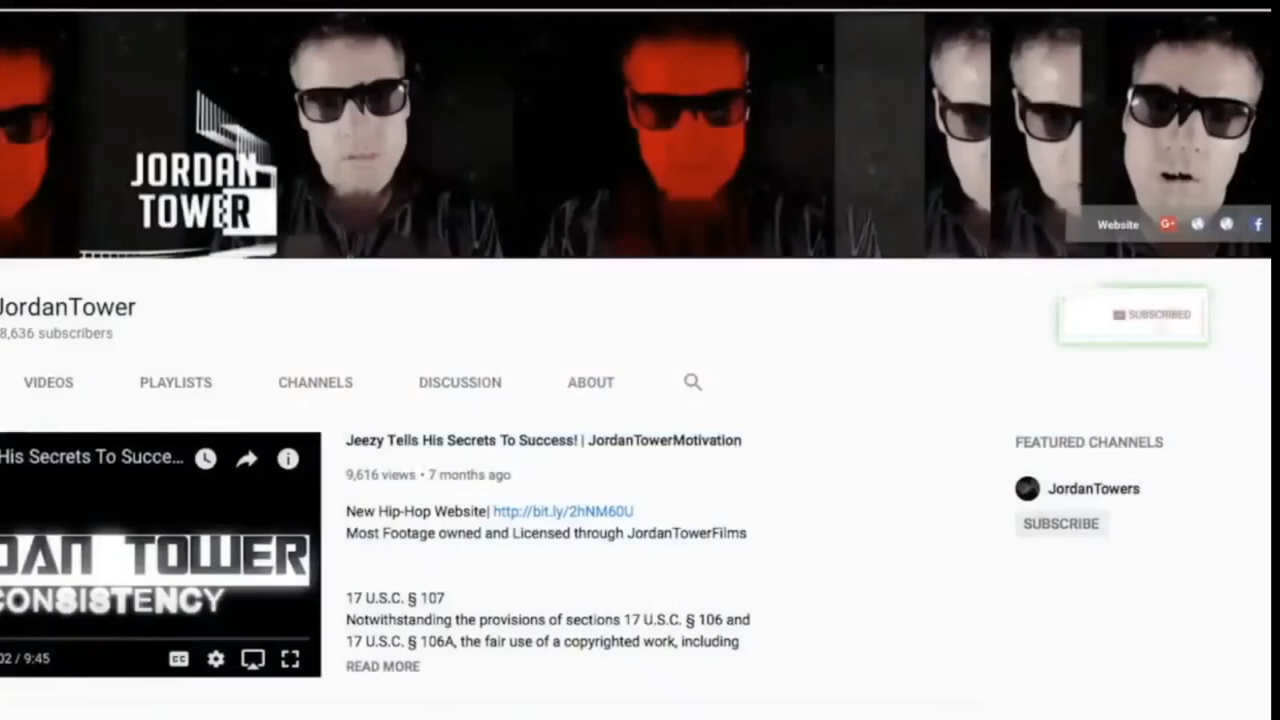 JORDAN
TOWER
Website
JordanTower
8,636 subscribers
SUBSCRIBED
VIDEOS
PLAYLISTS
CHANNELS
DISCUSSION
ABOUT
His Secrets To Succe...
DAN TOWER
CONSISTENCY
02 / 9:45
Jeezy Tells His Secrets To Success! | JordanTowerMotivation
9,616 views • 7 months ago
New Hip-Hop Website| http://bit.ly/2hNM60U
Most Footage owned and Licensed through JordanTowerFilms
17 U.S.C. § 107
Notwithstanding the provisions of sections 17 U.S.C. § 106 and
17 U.S.C. § 106A, the fair use of a copyrighted work, including
READ MORE
FEATURED CHANNELS
JordanTowers
SUBSCRIBE